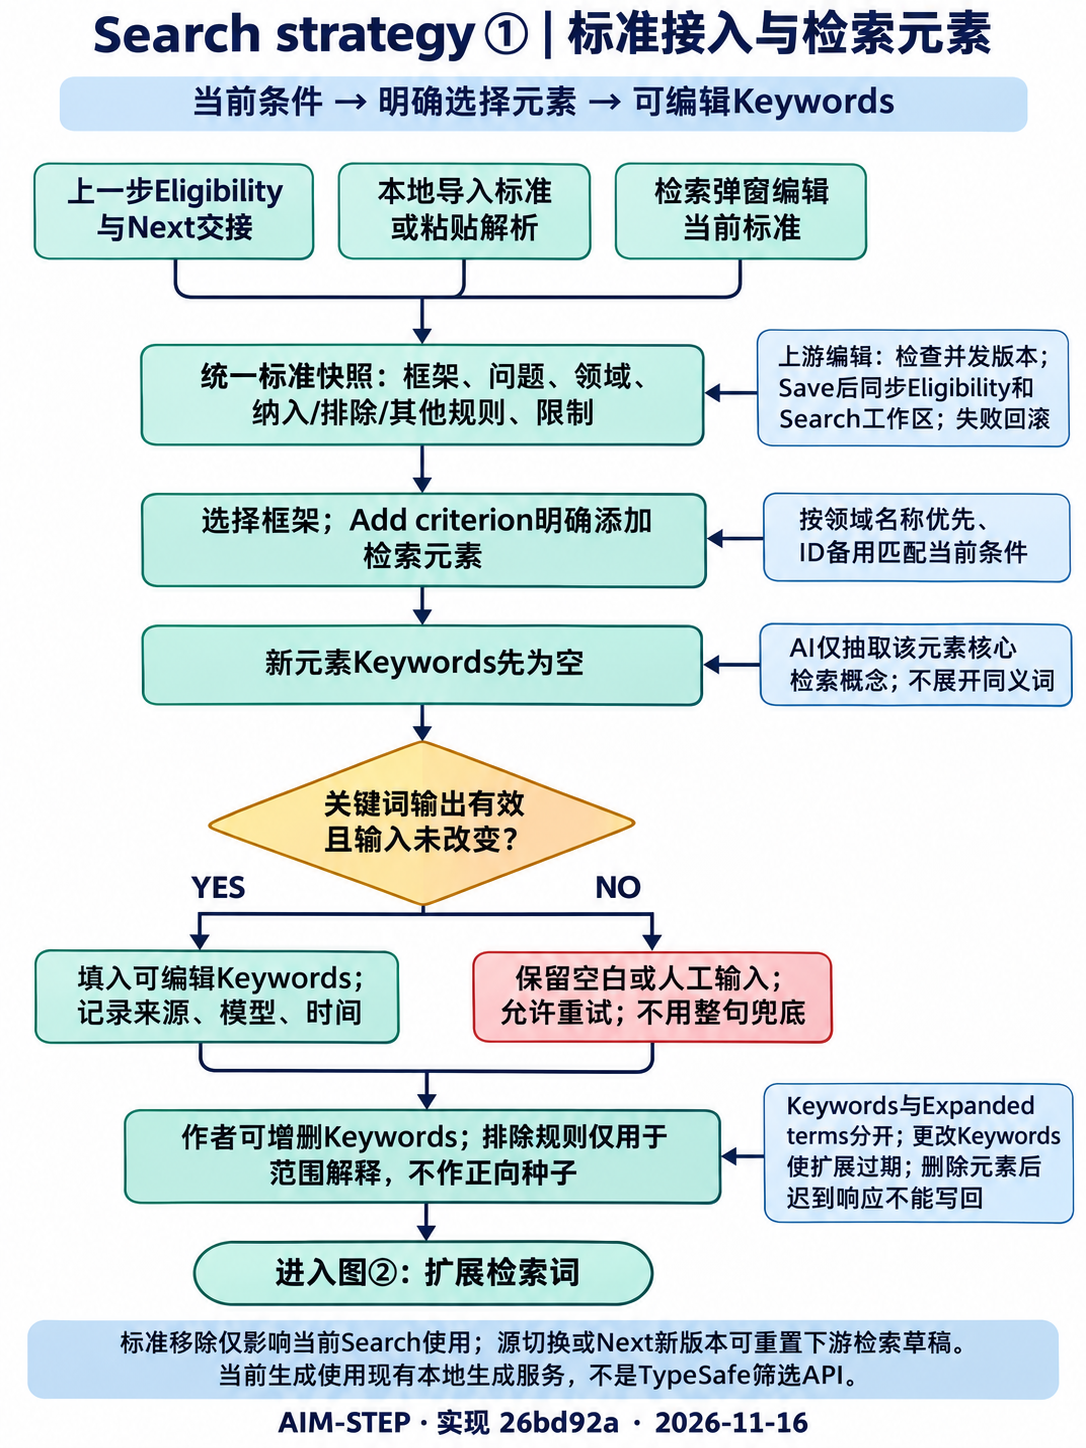 Search strategy ① | 标准接入与检索元素
当前条件 → 明确选择元素 → 可编辑Keywords
上一步Eligibility
与Next交接
本地导入标准
或粘贴解析
检索弹窗编辑
当前标准
统一标准快照：框架、问题、领域、
纳入/排除/其他规则、限制
上游编辑：检查并发版本；
Save后同步Eligibility和
Search工作区；失败回滚
选择框架；Add criterion明确添加
检索元素
按领域名称优先、
ID备用匹配当前条件
新元素Keywords先为空
AI仅抽取该元素核心
检索概念；不展开同义词
关键词输出有效
且输入未改变？
YES
NO
填入可编辑Keywords；
记录来源、模型、时间
保留空白或人工输入；
允许重试；不用整句兜底
作者可增删Keywords；排除规则仅用于
范围解释，不作正向种子
Keywords与Expanded
terms分开；更改Keywords
使扩展过期；删除元素后
迟到响应不能写回
进入图②：扩展检索词
标准移除仅影响当前Search使用；源切换或Next新版本可重置下游检索草稿。
当前生成使用现有本地生成服务，不是TypeSafe筛选API。
AIM-STEP · 实现 26bd92a · 2026-11-16